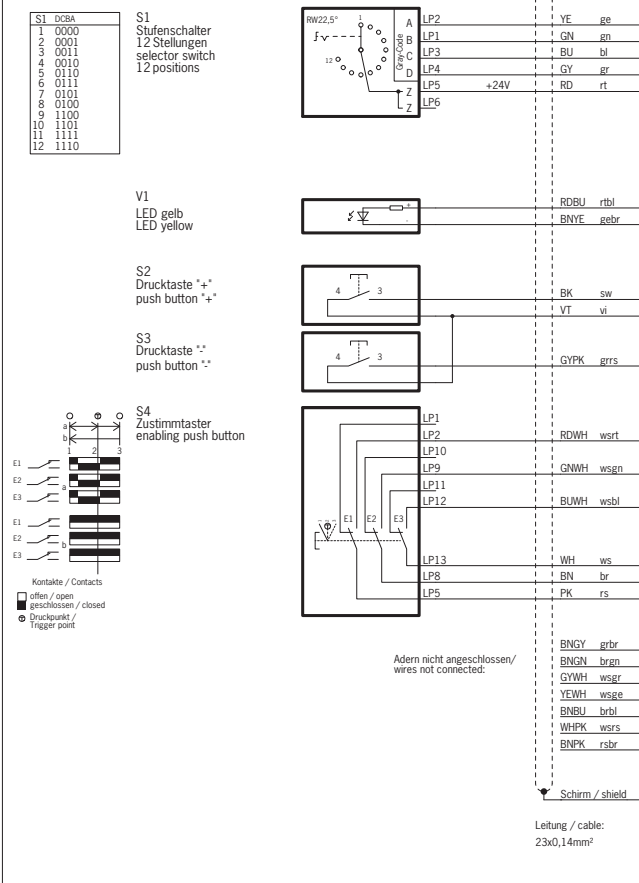 S1 DCBA
1 0000
2 0001
3 0011
4 0010
5 0110
6 0111
7 0101
8 0100
9 1100
10 1101
11 1111
12 1110
S1
Stufenschalter
12 Stellungen
selector switch
12 positions
RW22,5°
1
12
Gray-Code
A LP2 YE ge
B LP1 GN gn
C LP3 BU bl
D LP4 GY gr
Z LP5 +24V RD rt
Z LP6
V1
LED gelb
LED yellow
+ RDBU rtbl
- BNYE gebr
S2
Drucktaste "+"
push button "+"
4 3
BK sw
VT vi
S3
Drucktaste "-"
push button "-"
4 3
GYPK grrs
S4
Zustimmtaster
enabling push button
a
b
1 2 3
E1
E2
a
E3
E1
E2
b
E3
Kontakte / Contacts
offen / open
geschlossen / closed
Druckpunkt /
Trigger point
LP1
LP2 RDWH wsrt
LP10
LP9 GNWH wsgn
LP11
LP12 BUWH wsbl
E1 E2 E3
LP13 WH ws
LP8 BN br
LP5 PK rs
Adern nicht angeschlossen/
wires not connected:
BNGY grbr
BNGN brgn
GYWH wsgr
YEWH wsge
BNBU brbl
WHPK wsrs
BNPK rsbr
Schirm / shield
Leitung / cable:
23x0,14mm²